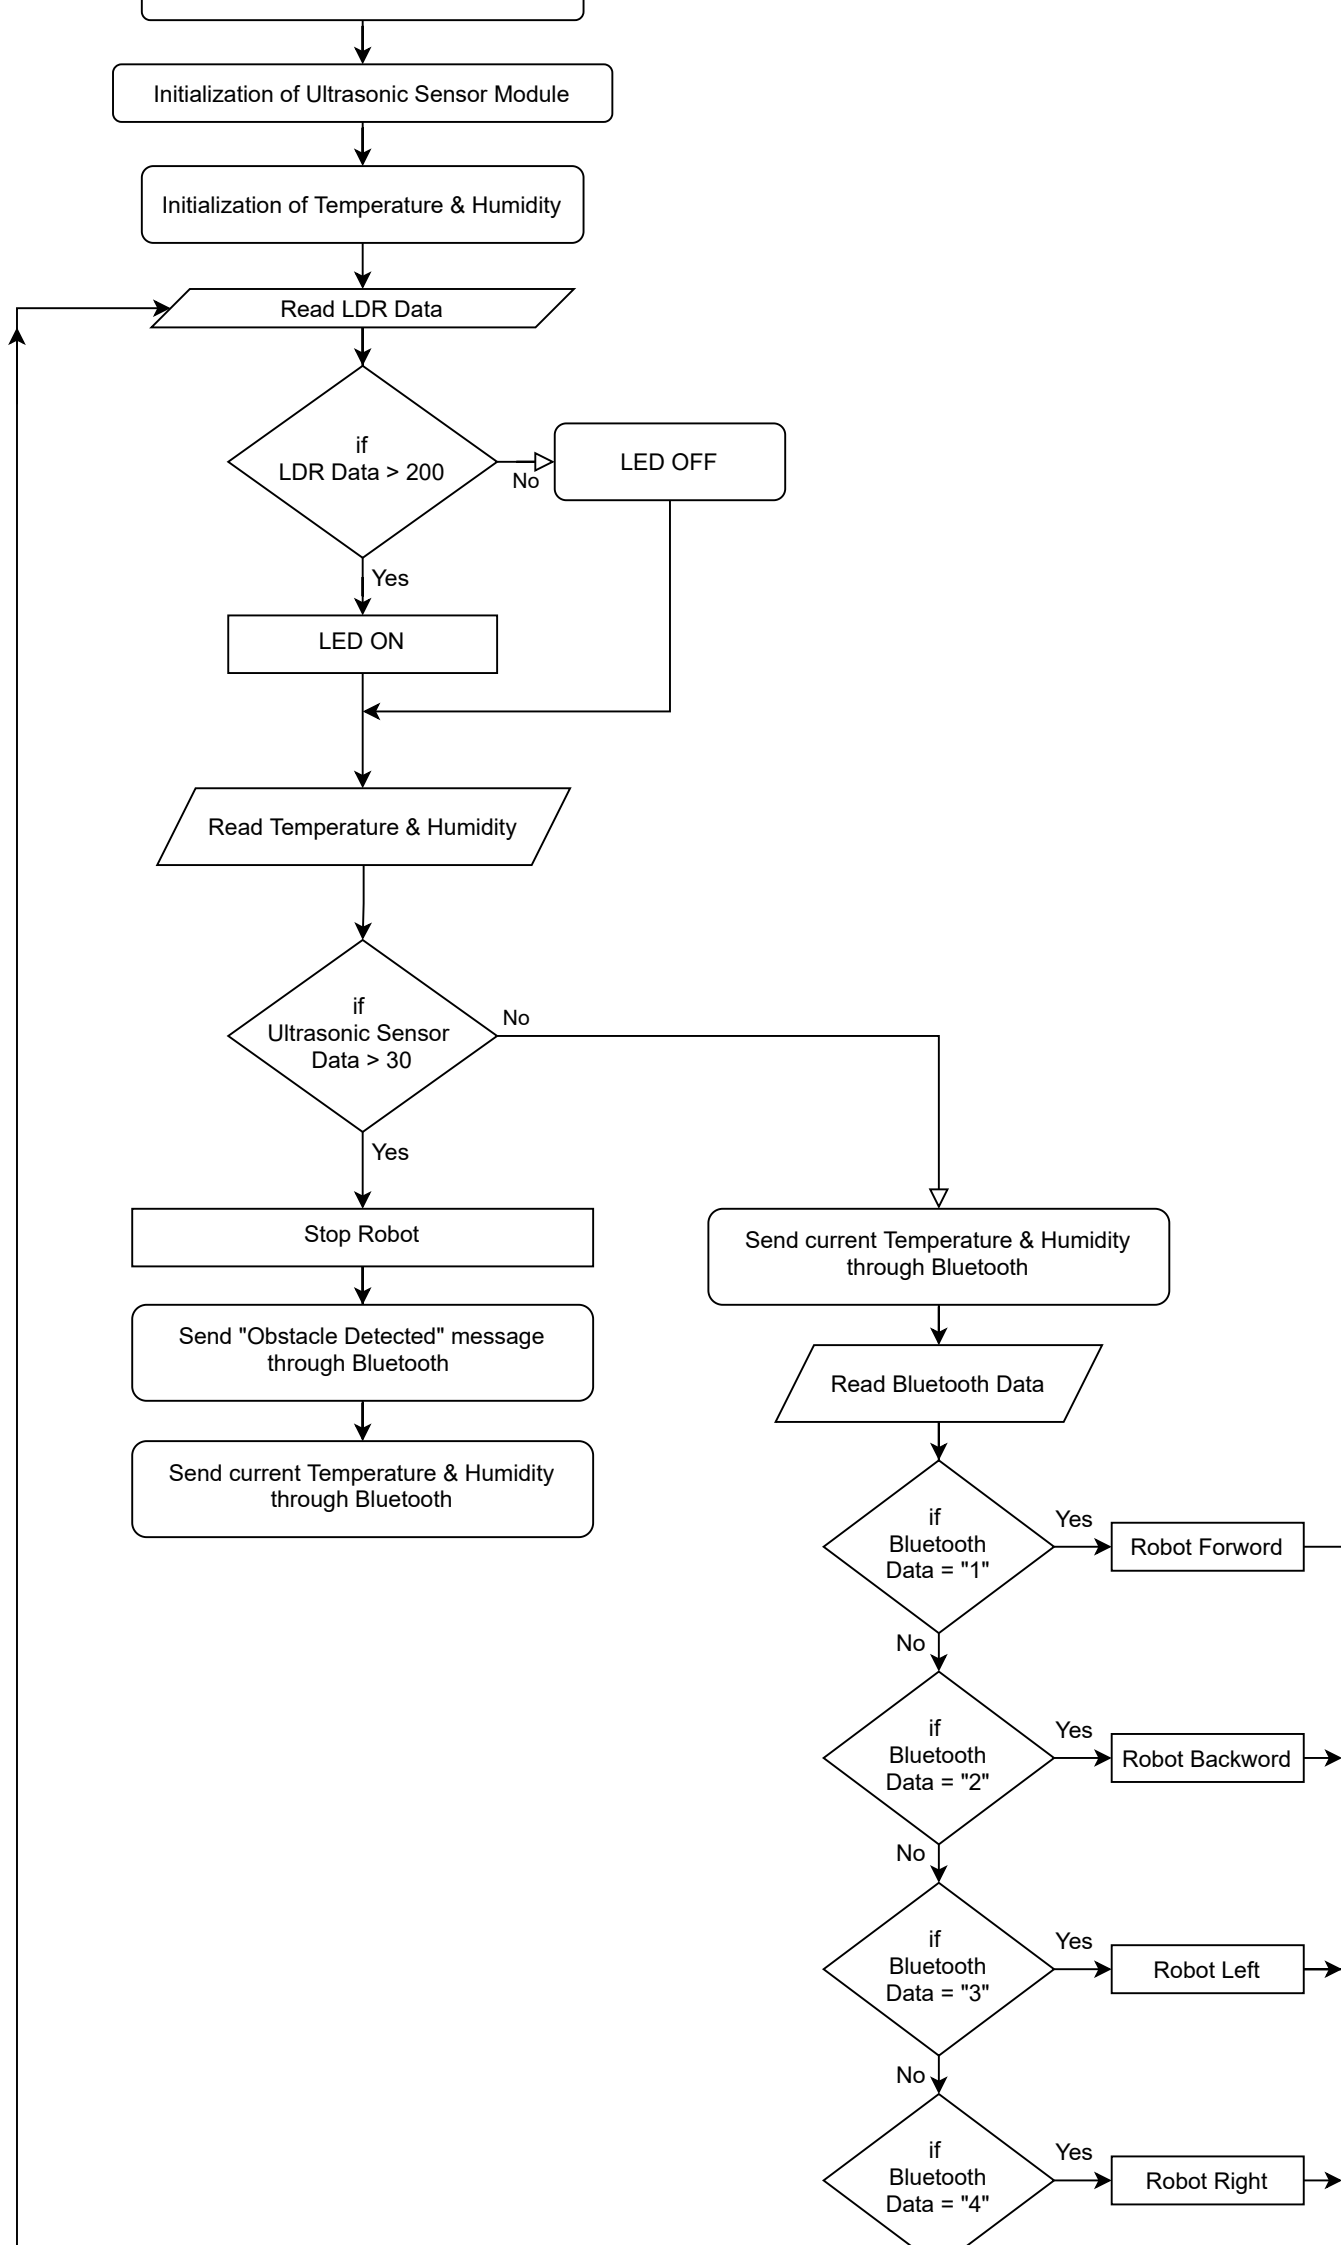 Initialization of Ultrasonic Sensor Module
Initialization of Temperature & Humidity
Read LDR Data
if
LDR Data > 200
No
LED OFF
Yes
LED ON
Read Temperature & Humidity
if
Ultrasonic Sensor
Data > 30
No
Yes
Stop Robot
Send "Obstacle Detected" message
through Bluetooth
Send current Temperature & Humidity
through Bluetooth
Send current Temperature & Humidity
through Bluetooth
Read Bluetooth Data
if
Bluetooth
Data = "1"
Yes
Robot Forword
No
if
Bluetooth
Data = "2"
Yes
Robot Backword
No
if
Bluetooth
Data = "3"
Yes
Robot Left
No
if
Bluetooth
Data = "4"
Yes
Robot Right